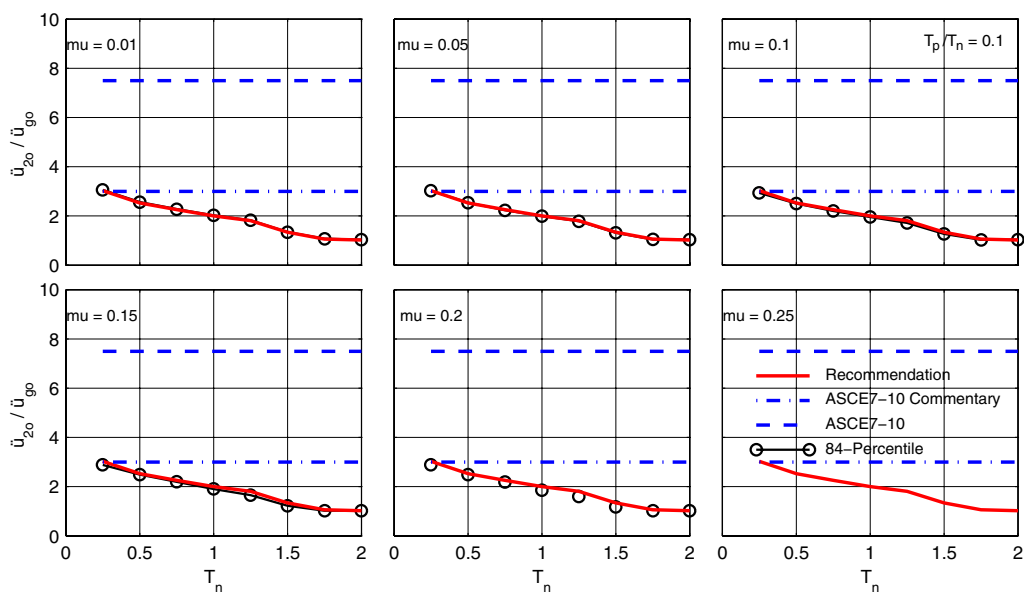 mu = 0.01
mu = 0.05
mu = 0.1
T_p/T_n = 0.1
10
8
6
4
2
0
ü_2o / ü_go
mu = 0.15
mu = 0.2
mu = 0.25
10
8
6
4
2
0
ü_2o / ü_go
Recommendation
ASCE7-10 Commentary
ASCE7-10
84-Percentile
0 0.5 1 1.5 2
0 0.5 1 1.5 2
0 0.5 1 1.5 2
T_n
T_n
T_n